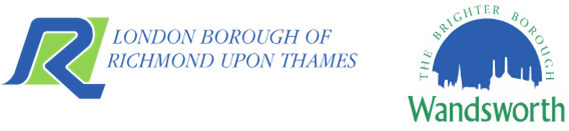 LONDON BOROUGH OF
RICHMOND UPON THAMES
THE BRIGHTER BOROUGH
Wandsworth